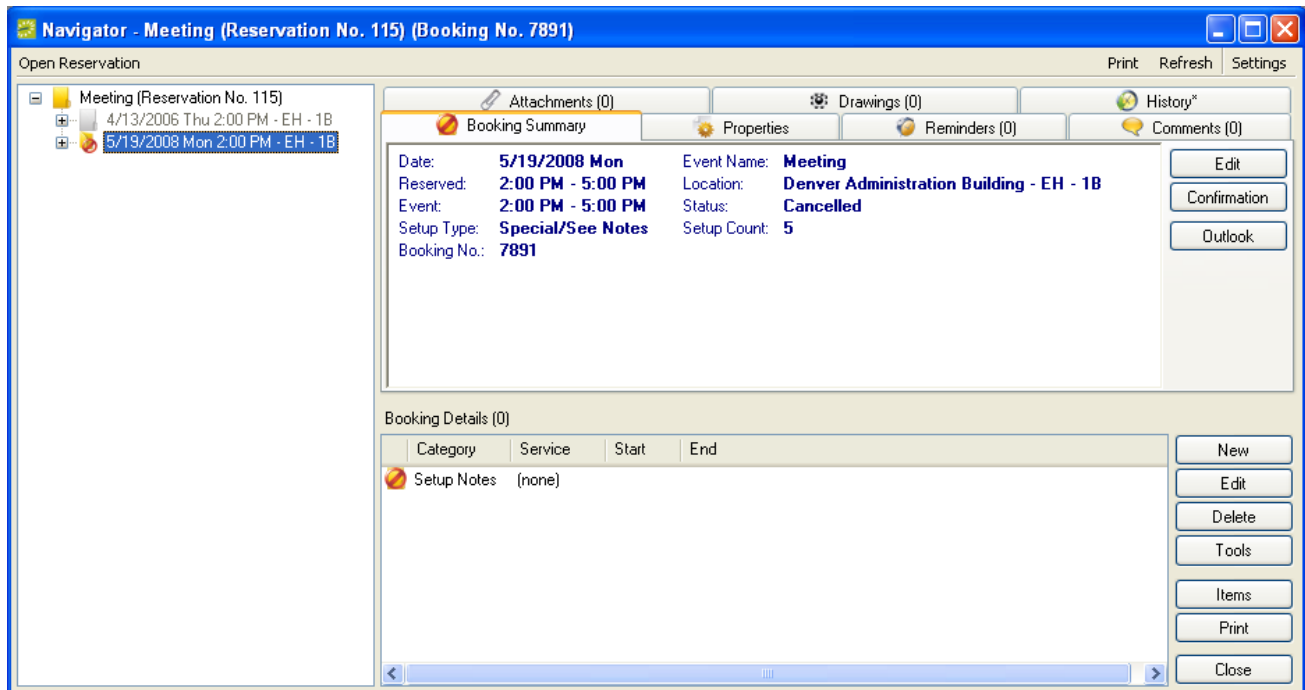 Navigator - Meeting (Reservation No. 115) (Booking No. 7891)
Open Reservation Print Refresh Settings
Meeting (Reservation No. 115)
4/13/2006 Thu 2:00 PM - EH - 1B
5/19/2008 Mon 2:00 PM - EH - 1B
Attachments (0) Drawings (0) History*
Booking Summary Properties Reminders (0) Comments (0)
Date: 5/19/2008 Mon Event Name: Meeting
Reserved: 2:00 PM - 5:00 PM Location: Denver Administration Building - EH - 1B
Event: 2:00 PM - 5:00 PM Status: Cancelled
Setup Type: Special/See Notes Setup Count: 5
Booking No.: 7891
Edit
Confirmation
Outlook
Booking Details (0)
Category Service Start End
Setup Notes (none)
New
Edit
Delete
Tools
Items
Print
Close